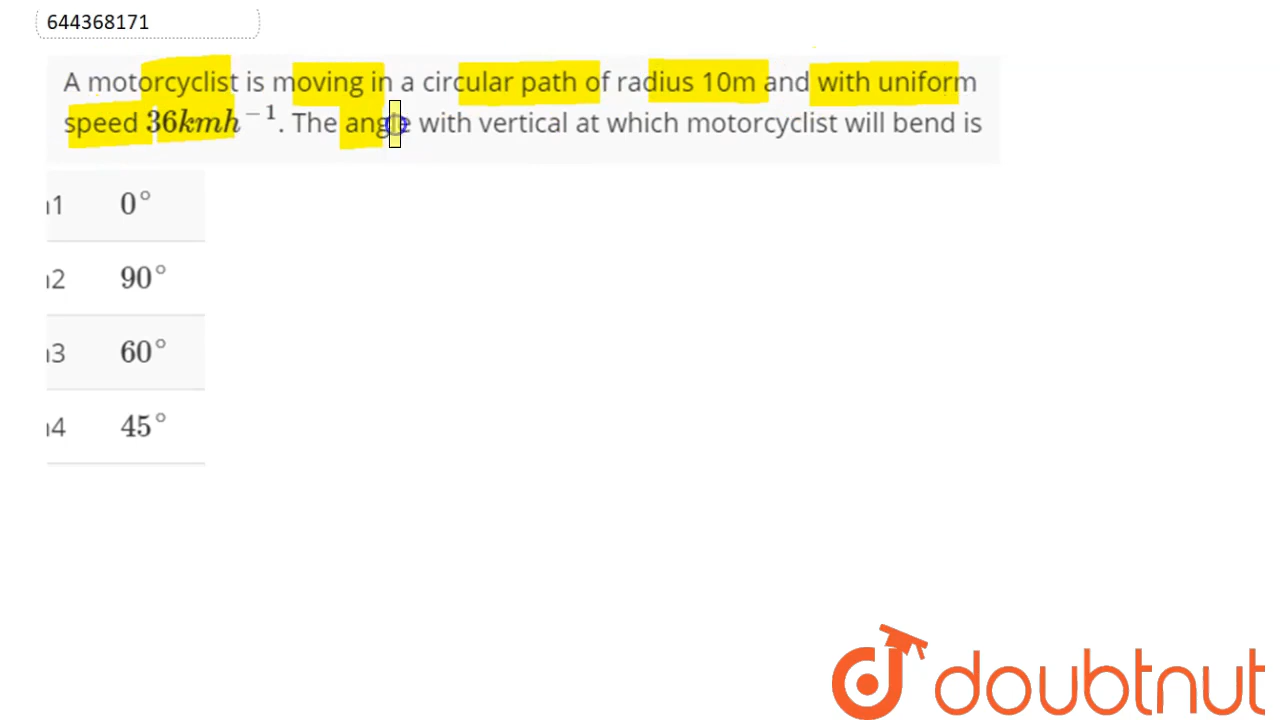 644368171
A motorcyclist is moving in a circular path of radius 10m and with uniform
speed 36kmh⁻¹. The angle with vertical at which motorcyclist will bend is
1 0°
2 90°
3 60°
4 45°
doubtnut